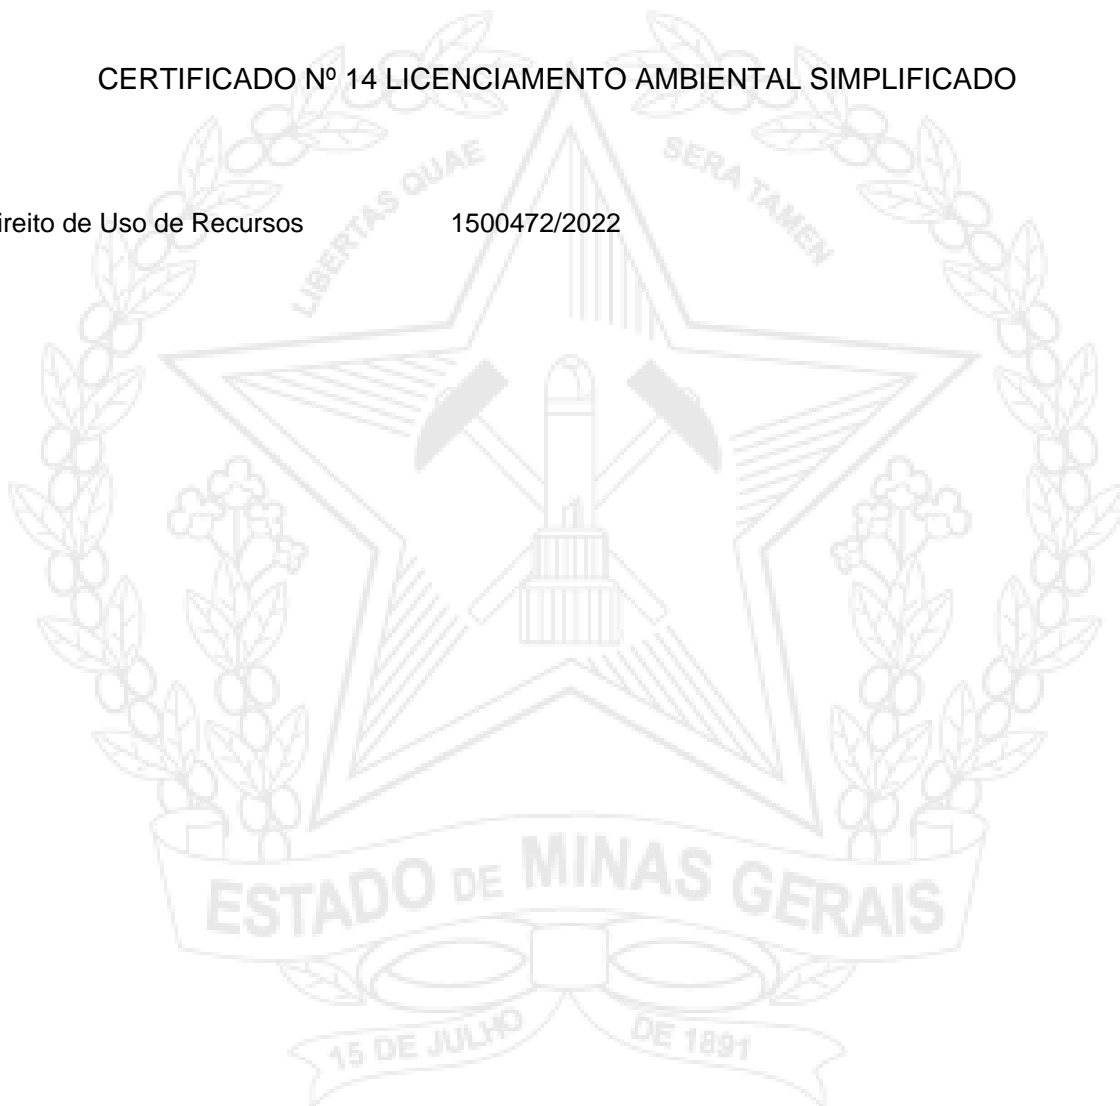 CERTIFICADO Nº 14 LICENCIAMENTO AMBIENTAL SIMPLIFICADO
LIBERTAS QUAE SERA TAMEN
ireito de Uso de Recursos 1500472/2022
ESTADO DE MINAS GERAIS
15 DE JULHO DE 1891